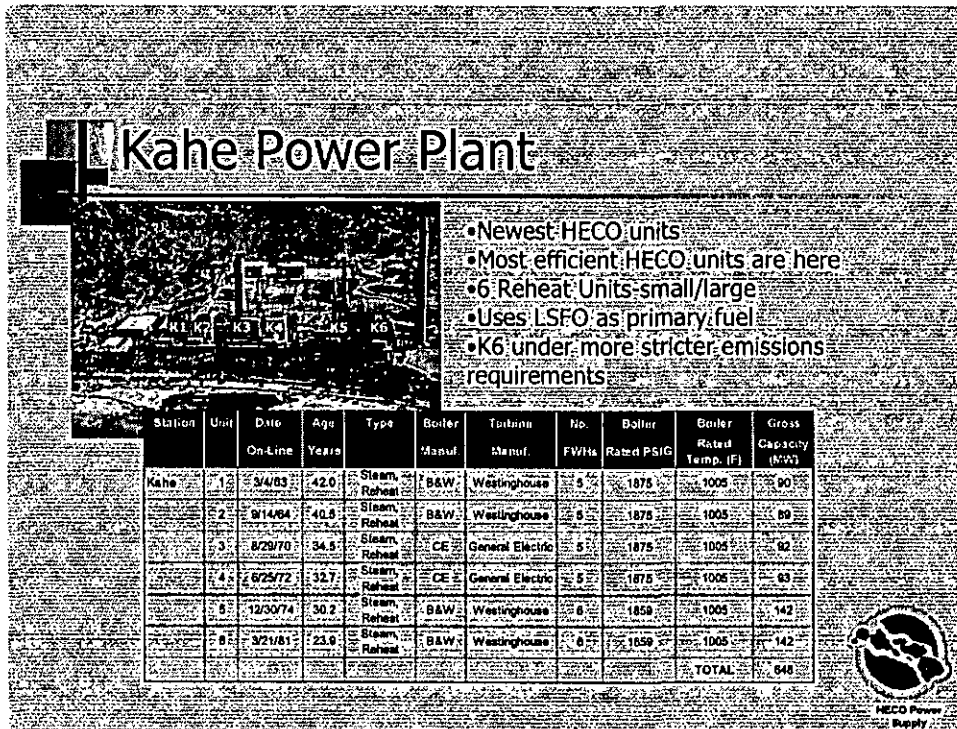 Kahe Power Plant
•Newest HECO units
•Most efficient HECO units are here
•6 Reheat Units-small/large
•Uses LSFO as primary fuel
•K6 under more stricter emissions
requirements
K1 K2 K3 K4 K5 K6
Station Unit Date On-Line Age Years Type Boiler Manuf. Turbine Manuf. No. FWHs Boiler Rated PSIG Boiler Rated Temp. (F) Gross Capacity (MW)
Kahe 1 3/4/63 42.0 Steam, Reheat B&W Westinghouse 5 1875 1005 90
2 9/14/64 40.5 Steam, Reheat B&W Westinghouse 5 1875 1005 89
3 8/29/70 34.5 Steam, Reheat CE General Electric 5 1875 1005 92
4 6/25/72 32.7 Steam, Reheat CE General Electric 5 1875 1005 93
5 12/30/74 30.2 Steam, Reheat B&W Westinghouse 6 1859 1005 142
6 3/21/81 23.9 Steam, Reheat B&W Westinghouse 6 1859 1005 142
TOTAL 648
HECO Power
Supply